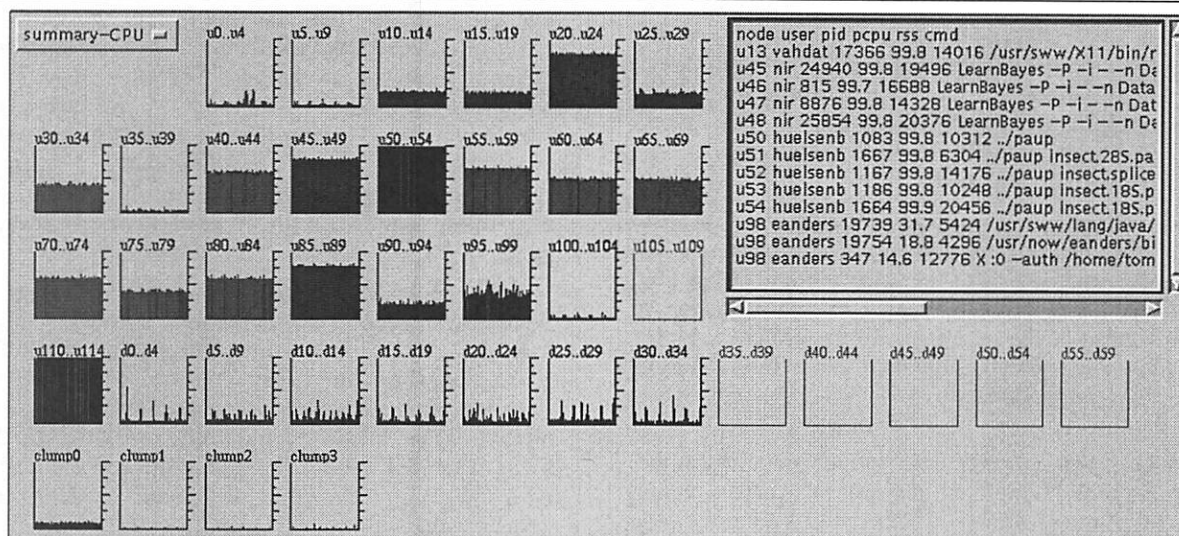 summary-CPU
u0..u4 u5..u9 u10..u14 u15..u19 u20..u24 u25..u29
u30..u34 u35..u39 u40..u44 u45..u49 u50..u54 u55..u59 u60..u64 u65..u69
u70..u74 u75..u79 u80..u84 u85..u89 u90..u94 u95..u99 u100..u104 u105..u109
u110..u114 d0..d4 d5..d9 d10..d14 d15..d19 d20..d24 d25..d29 d30..d34 d35..d39 d40..d44 d45..d49 d50..d54 d55..d59
clump0 clump1 clump2 clump3
node user pid pcpu rss cmd
u13 vahdat 17366 99.8 14016 /usr/sww/X11/bin/r
u45 nir 24940 99.8 19496 LearnBayes -P -i - -n Da
u46 nir 815 99.7 16688 LearnBayes -P -i - -n Data
u47 nir 8876 99.8 14328 LearnBayes -P -i - -n Dat
u48 nir 25854 99.8 20376 LearnBayes -P -i - -n Da
u50 huelsenb 1083 99.8 10312 ../paup
u51 huelsenb 1667 99.8 6304 ../paup insect.28S.pa
u52 huelsenb 1167 99.8 14176 ../paup insect.splice
u53 huelsenb 1186 99.8 10248 ../paup insect.18S.p
u54 huelsenb 1664 99.9 20456 ../paup insect.18S.p
u98 eanders 19739 31.7 5424 /usr/sww/lang/java/
u98 eanders 19754 18.8 4296 /usr/now/eanders/bi
u98 eanders 347 14.6 12776 X :0 -auth /home/tom